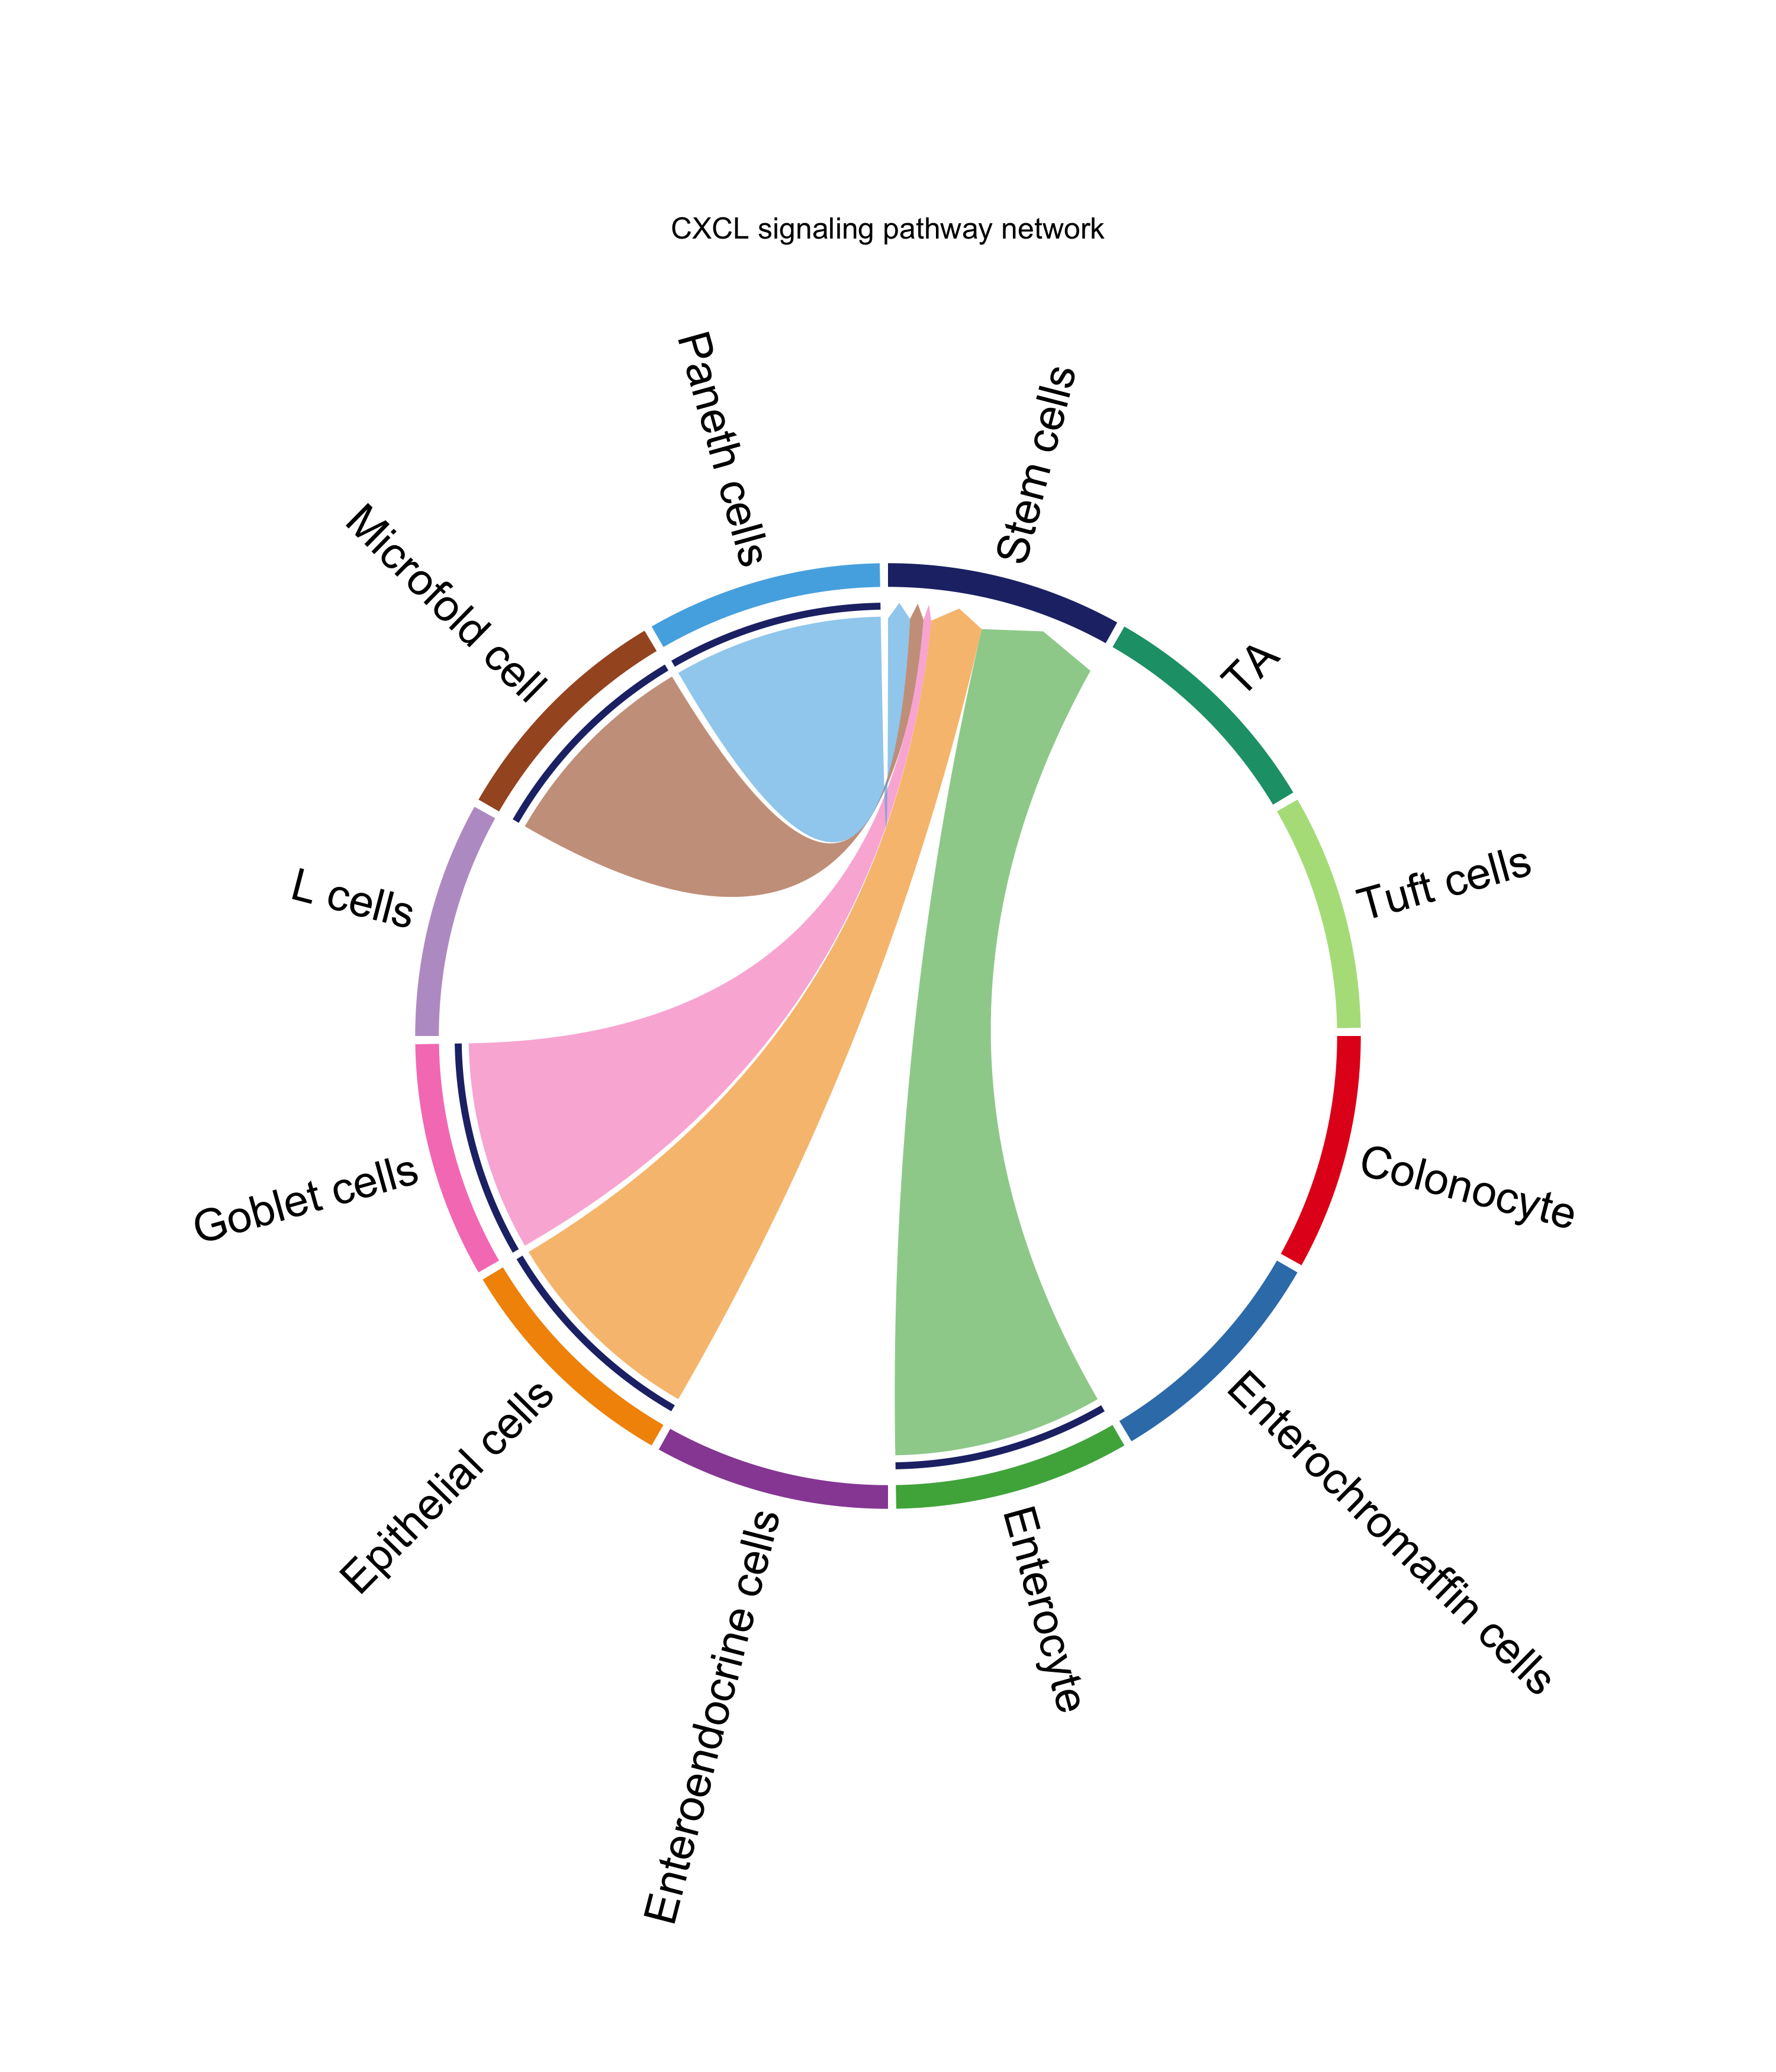 CXCL signaling pathway network
Paneth cells
Stem cells
Microfold cell
TA
L cells
Tuft cells
Goblet cells
Colonocyte
Epithelial cells
Enterochromaffin cells
Enteroendocrine cells
Enterocyte